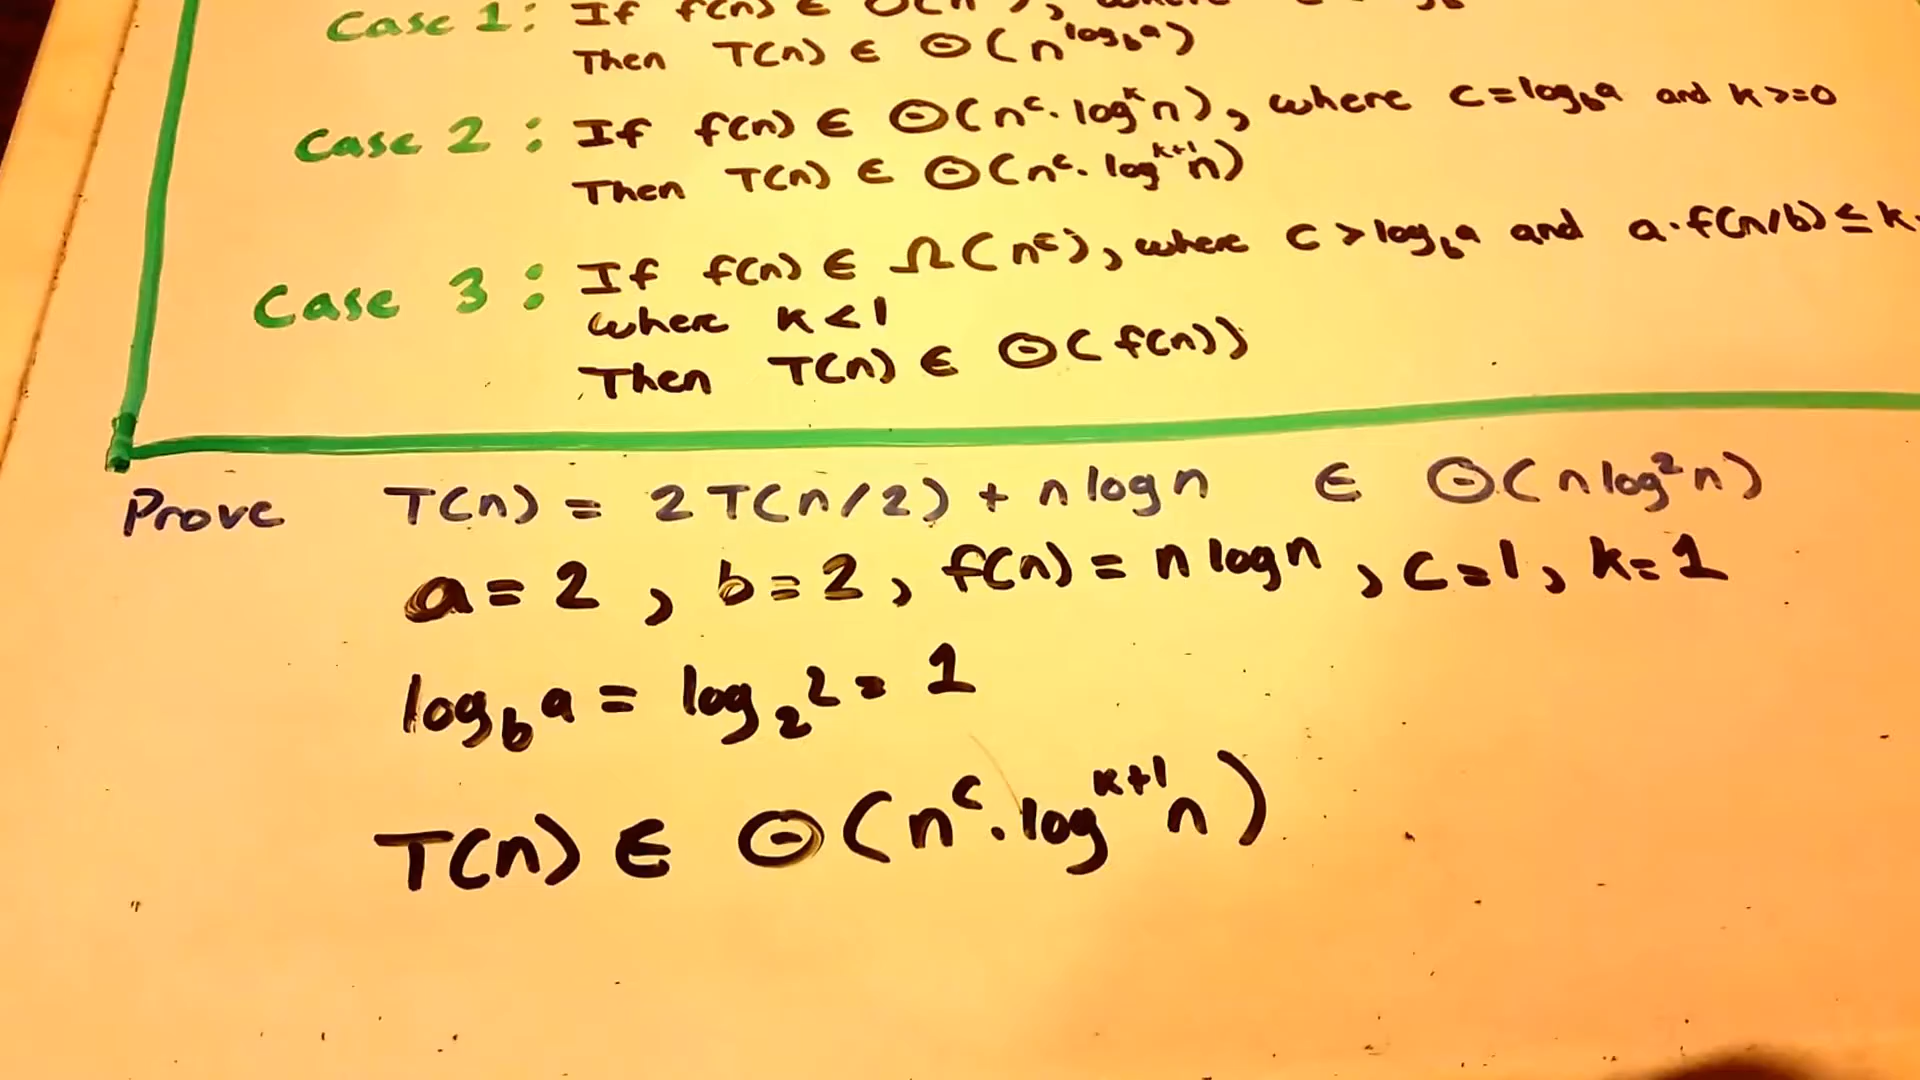 Case 1: If f(n) ∈
Then T(n) ∈ Θ(n^log_b a)
Case 2: If f(n) ∈ Θ(n^c. log^k n), where c=log_b a and k>=0
Then T(n) ∈ Θ(n^c. log^k+1 n)
Case 3: If f(n) ∈ Ω(n^c), where c > log_b a and a.f(n/b) ≤ k.
where k<1
Then T(n) ∈ Θ(f(n))
Prove T(n) = 2T(n/2) + n log n ∈ Θ(n log^2 n)
a=2, b=2, f(n) = n log n, c=1, k=1
log_b a = log_2 2 = 1
T(n) ∈ Θ(n^c. log^k+1 n)